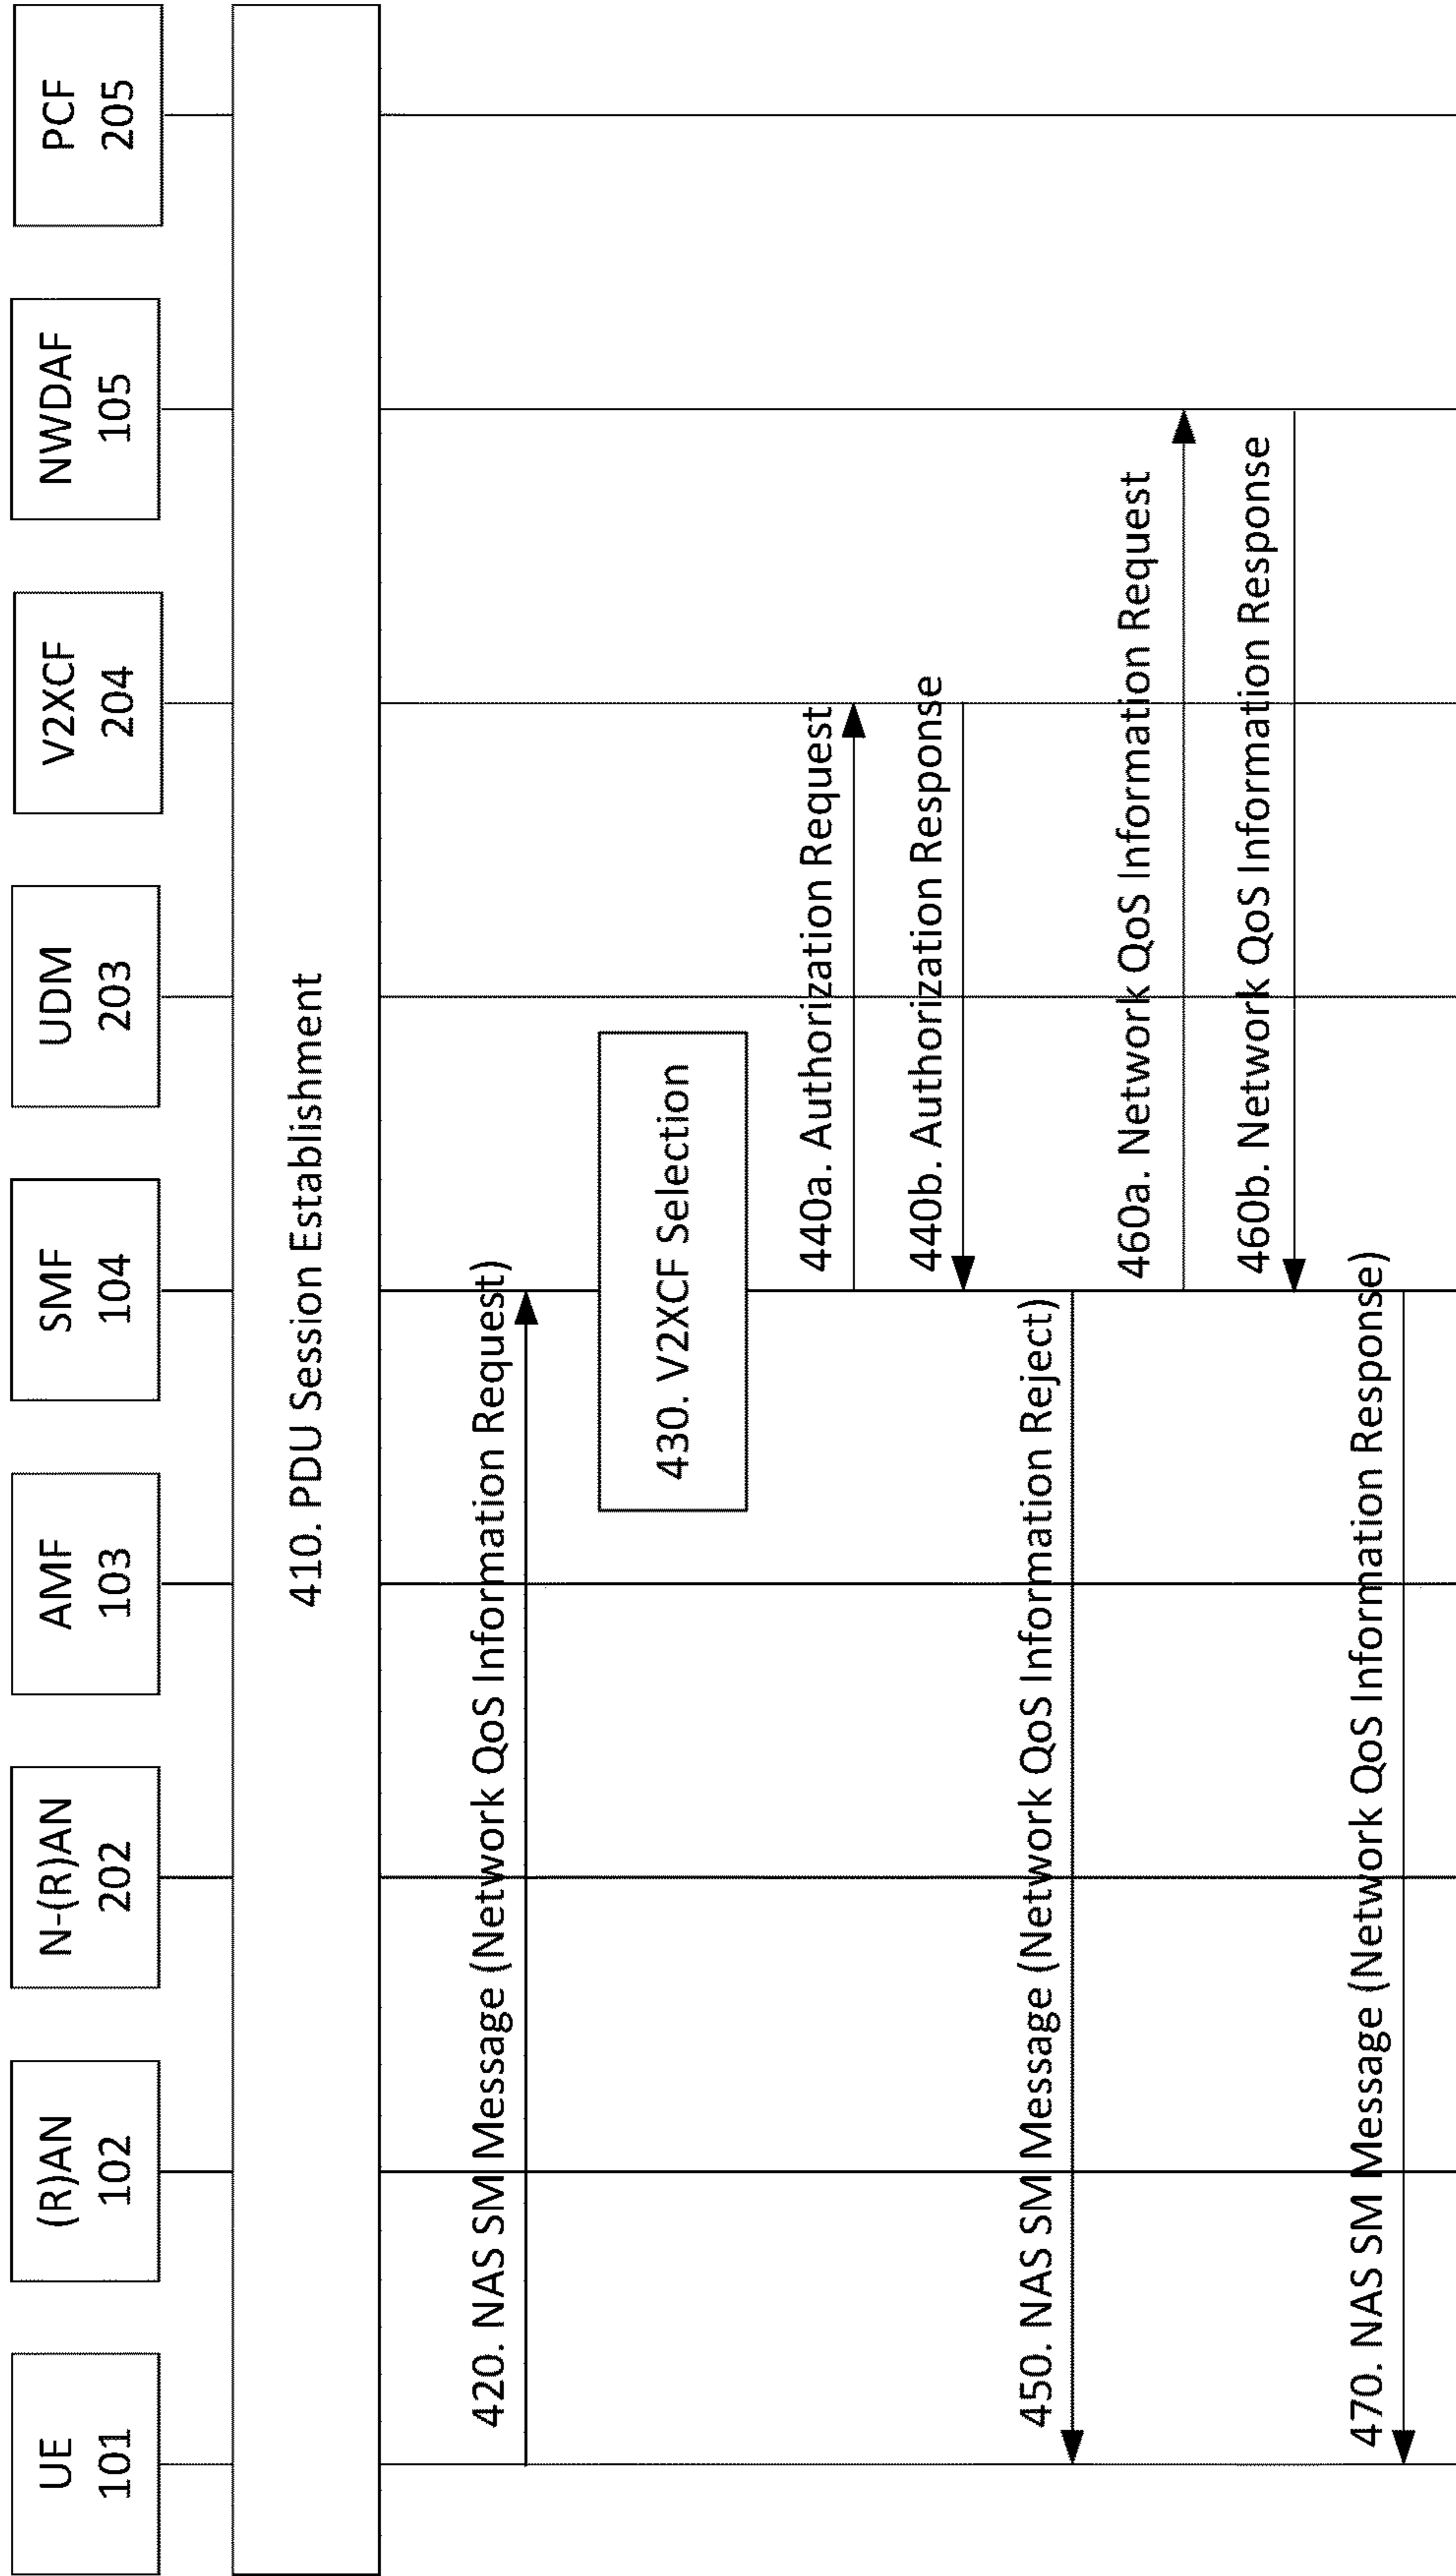 UE
101
(R)AN
102
N-(R)AN
202
AMF
103
SMF
104
UDM
203
V2XCF
204
NWDAF
105
PCF
205
410. PDU Session Establishment
420. NAS SM Message (Network QoS Information Request)
430. V2XCF Selection
440a. Authorization Request
440b. Authorization Response
450. NAS SM Message (Network QoS Information Reject)
460a. Network QoS Information Request
460b. Network QoS Information Response
470. NAS SM Message (Network QoS Information Response)